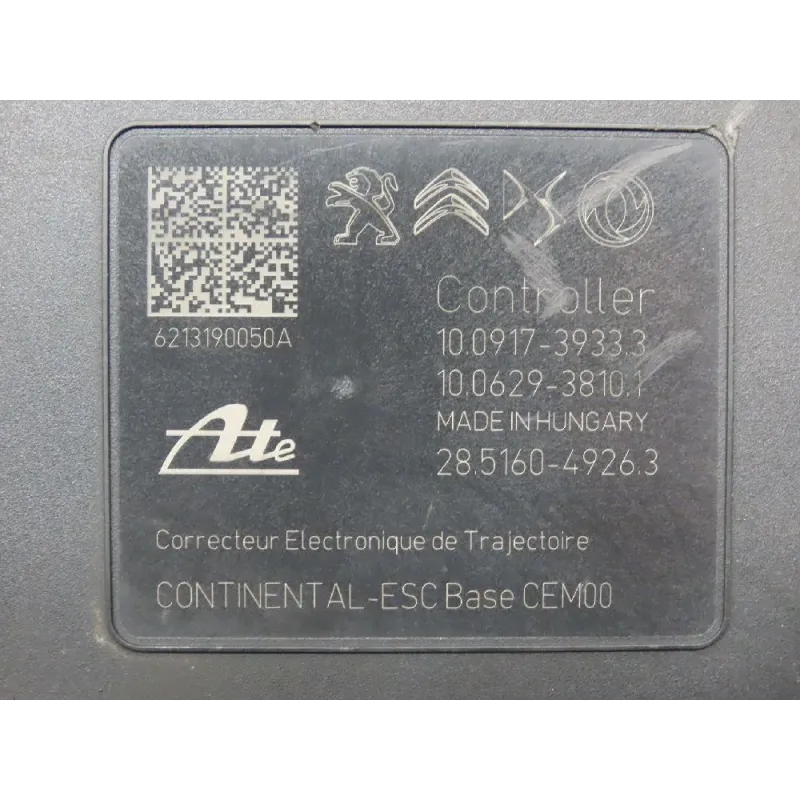 6213190050A
DS
Controller
10.0917-3933.3
10.0629-3810.1
MADE IN HUNGARY
28.5160-4926.3
Ate
Correcteur Electronique de Trajectoire
CONTINENTAL-ESC Base CEM00